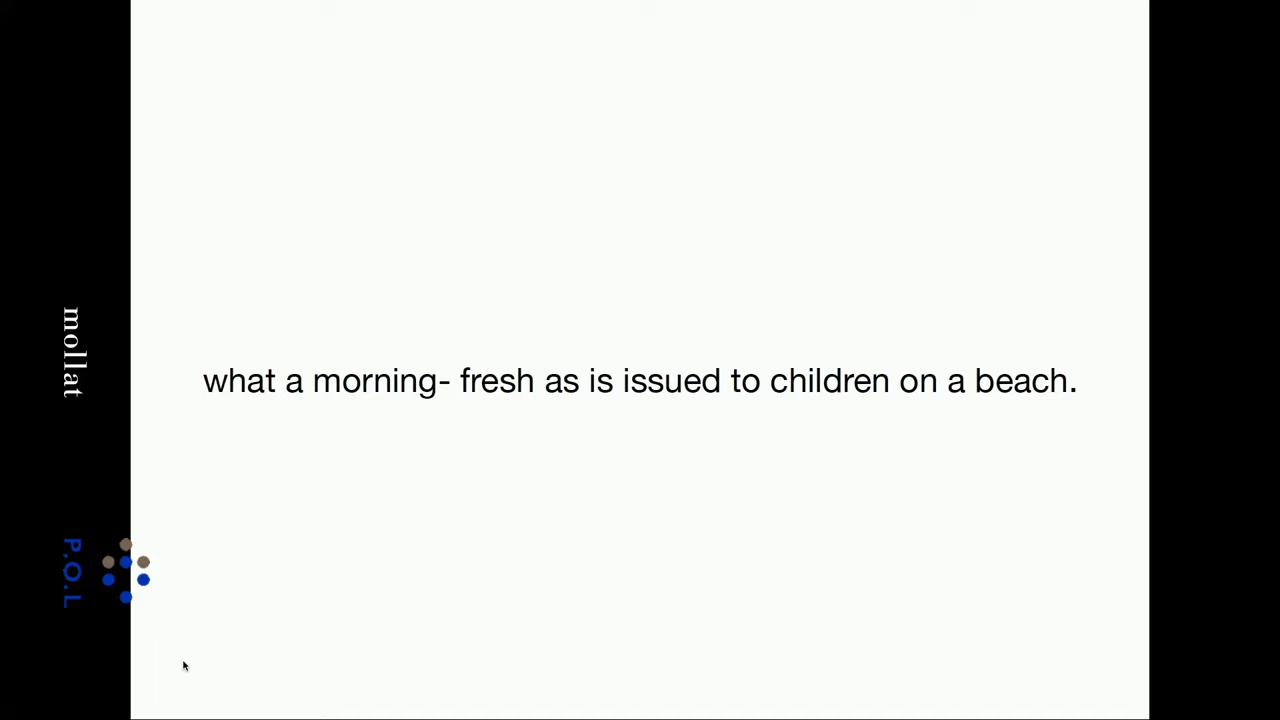 what a morning- fresh as is issued to children on a beach.
mollat
P.O.L